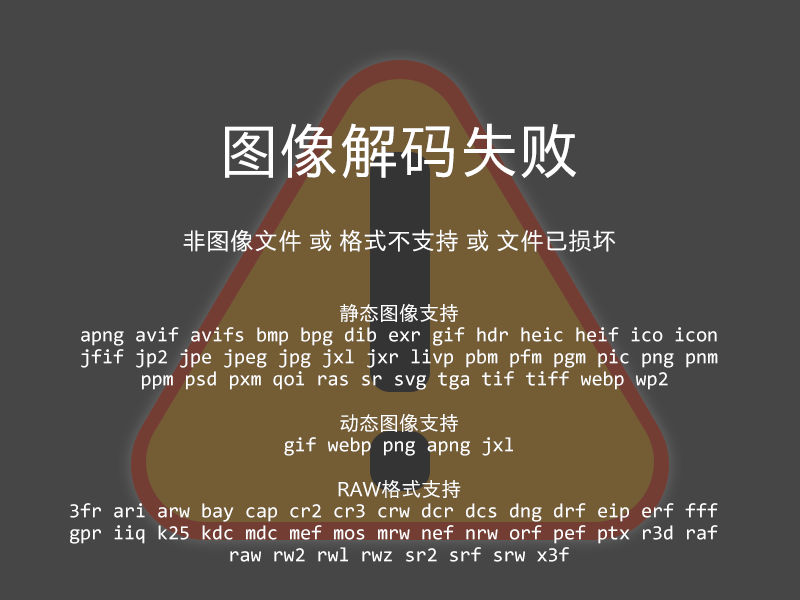 图像解码失败
非图像文件 或 格式不支持 或 文件已损坏
静态图像支持
apng avif avifs bmp bpg dib exr gif hdr heic heif ico icon
jfif jp2 jpe jpeg jpg jxl jxr livp pbm pfm pgm pic png pnm
ppm psd pxm qoi ras sr svg tga tif tiff webp wp2
动态图像支持
gif webp png apng jxl
RAW格式支持
3fr ari arw bay cap cr2 cr3 crw dcr dcs dng drf eip erf fff
gpr iiq k25 kdc mdc mef mos mrw nef nrw orf pef ptx r3d raf
raw rw2 rwl rwz sr2 srf srw x3f